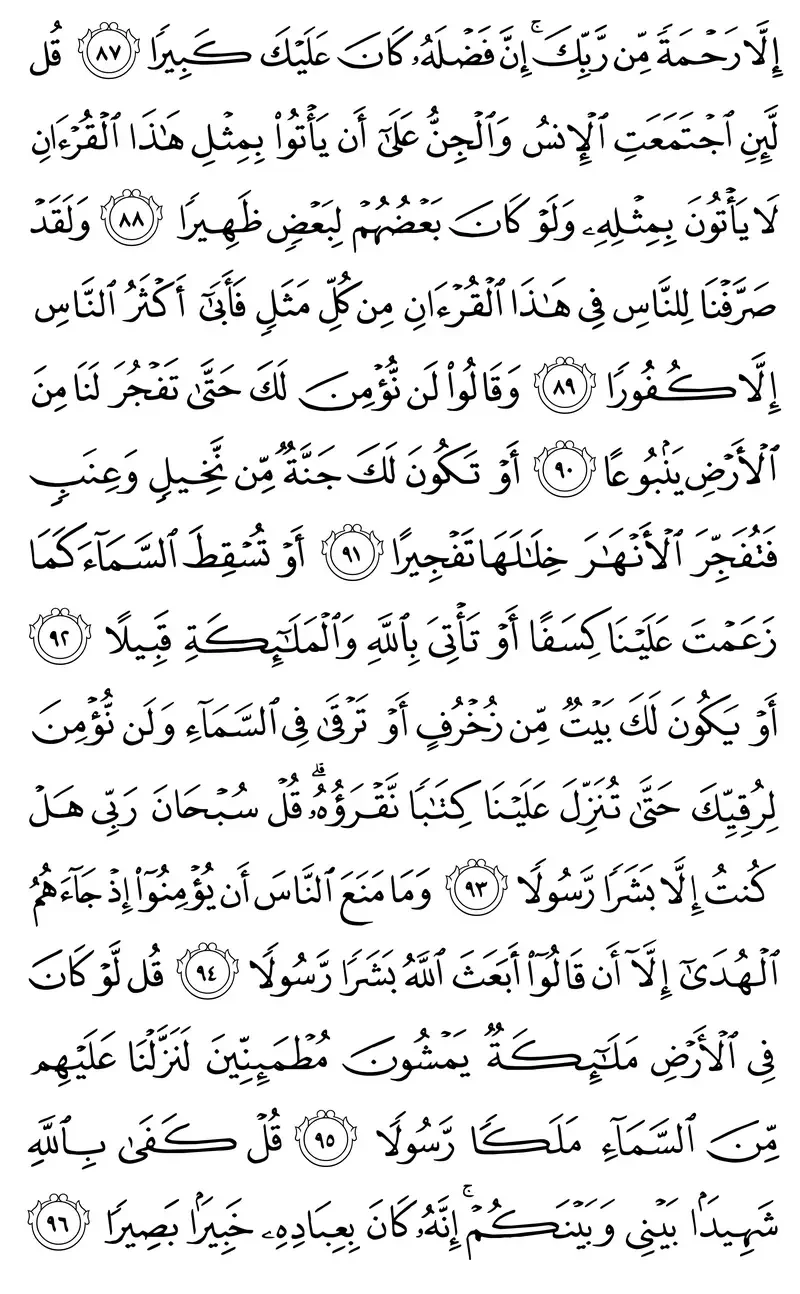 إِلَّا رَحْمَةً مِّن رَّبِّكَ ۚ إِنَّ فَضْلَهُۥ كَانَ عَلَيْكَ كَبِيرًا ٨٧ قُل
لَّئِنِ ٱجْتَمَعَتِ ٱلْإِنسُ وَٱلْجِنُّ عَلَىٰٓ أَن يَأْتُوا۟ بِمِثْلِ هَـٰذَا ٱلْقُرْءَانِ
لَا يَأْتُونَ بِمِثْلِهِۦ وَلَوْ كَانَ بَعْضُهُمْ لِبَعْضٍ ظَهِيرًا ٨٨ وَلَقَدْ
صَرَّفْنَا لِلنَّاسِ فِى هَـٰذَا ٱلْقُرْءَانِ مِن كُلِّ مَثَلٍ فَأَبَىٰٓ أَكْثَرُ ٱلنَّاسِ
إِلَّا كُفُورًا ٨٩ وَقَالُوا۟ لَن نُّؤْمِنَ لَكَ حَتَّىٰ تَفْجُرَ لَنَا مِنَ
ٱلْأَرْضِ يَنۢبُوعًا ٩٠ أَوْ تَكُونَ لَكَ جَنَّةٌ مِّن نَّخِيلٍ وَعِنَبٍ
فَتُفَجِّرَ ٱلْأَنْهَـٰرَ خِلَـٰلَهَا تَفْجِيرًا ٩١ أَوْ تُسْقِطَ ٱلسَّمَآءَ كَمَا
زَعَمْتَ عَلَيْنَا كِسَفًا أَوْ تَأْتِىَ بِٱللَّهِ وَٱلْمَلَـٰٓئِكَةِ قَبِيلًا ٩٢
أَوْ يَكُونَ لَكَ بَيْتٌ مِّن زُخْرُفٍ أَوْ تَرْقَىٰ فِى ٱلسَّمَآءِ وَلَن نُّؤْمِنَ
لِرُقِيِّكَ حَتَّىٰ تُنَزِّلَ عَلَيْنَا كِتَـٰبًا نَّقْرَؤُهُۥ ۗ قُلْ سُبْحَانَ رَبِّى هَلْ
كُنتُ إِلَّا بَشَرًا رَّسُولًا ٩٣ وَمَا مَنَعَ ٱلنَّاسَ أَن يُؤْمِنُوٓا۟ إِذْ جَآءَهُمُ
ٱلْهُدَىٰٓ إِلَّآ أَن قَالُوٓا۟ أَبَعَثَ ٱللَّهُ بَشَرًا رَّسُولًا ٩٤ قُل لَّوْ كَانَ
فِى ٱلْأَرْضِ مَلَـٰٓئِكَةٌ يَمْشُونَ مُطْمَئِنِّينَ لَنَزَّلْنَا عَلَيْهِم
مِّنَ ٱلسَّمَآءِ مَلَكًا رَّسُولًا ٩٥ قُلْ كَفَىٰ بِٱللَّهِ
شَهِيدًۢا بَيْنِى وَبَيْنَكُمْ ۚ إِنَّهُۥ كَانَ بِعِبَادِهِۦ خَبِيرًۢا بَصِيرًا ٩٦